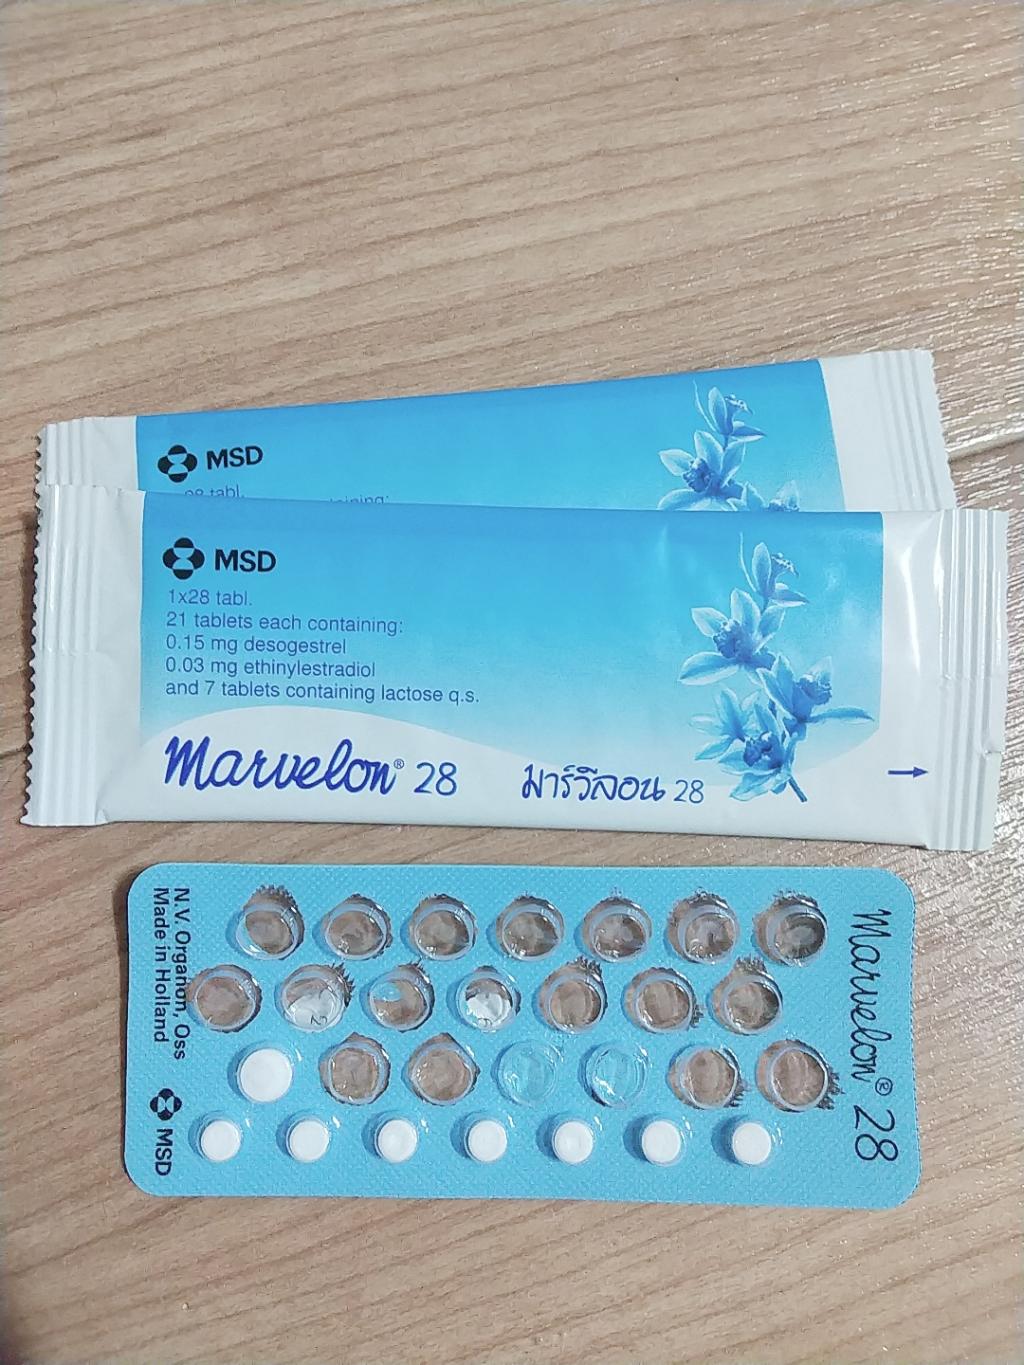 MSD
28 tabl.
MSD
1x28 tabl.
21 tablets each containing:
0.15 mg desogestrel
0.03 mg ethinylestradiol
and 7 tablets containing lactose q.s.
Marvelon® 28
มาร์วีลอน 28
N.V. Organon, Oss
Made in Holland
MSD
Marvelon® 28